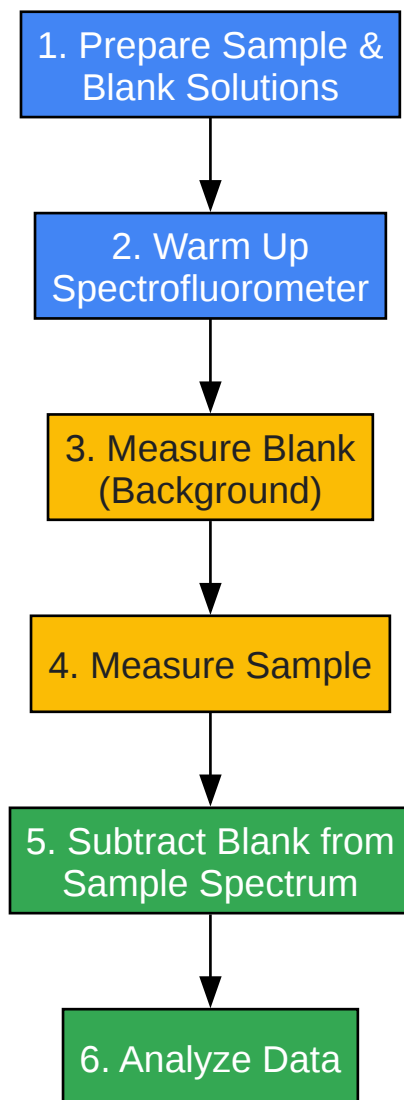 1. Prepare Sample &
Blank Solutions
2. Warm Up
Spectrofluorometer
3. Measure Blank
(Background)
4. Measure Sample
5. Subtract Blank from
Sample Spectrum
6. Analyze Data